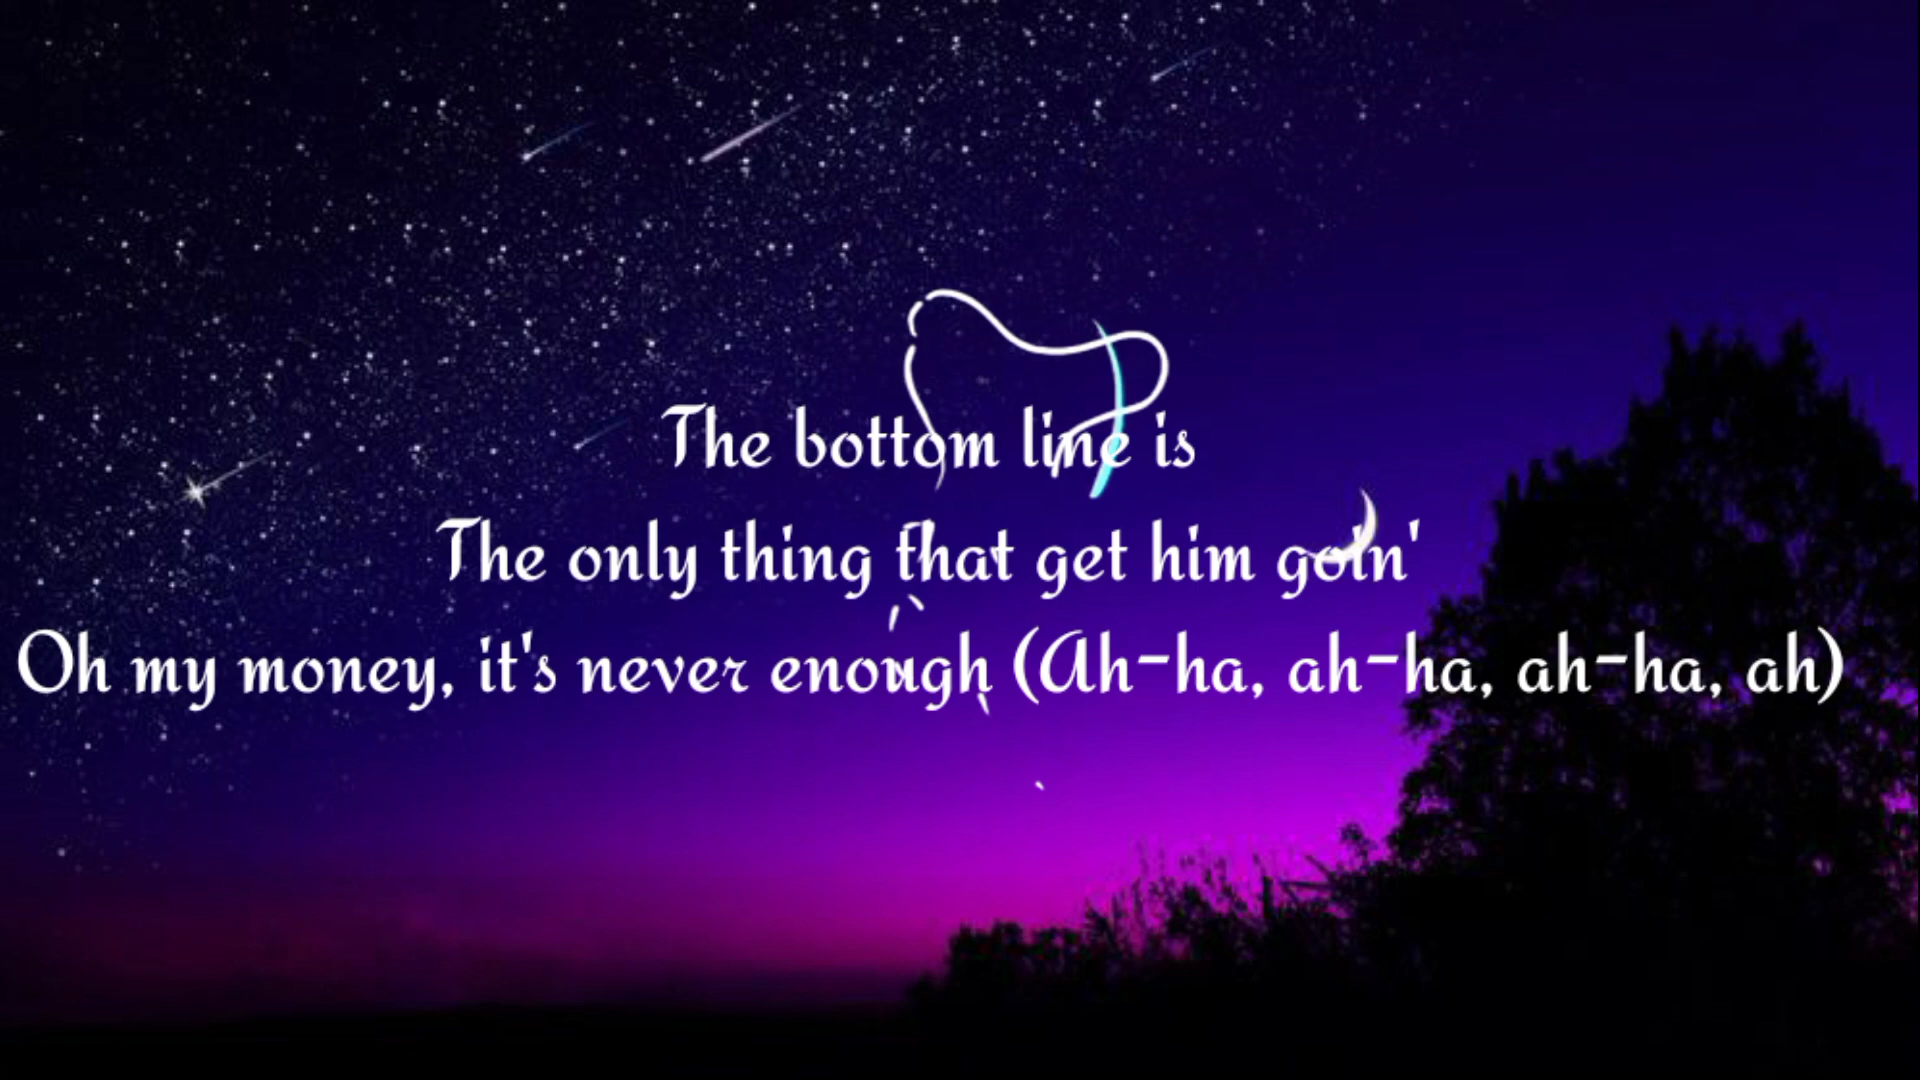 The bottom line is
The only thing that get him goin'
Oh my money, it's never enough (Ah-ha, ah-ha, ah-ha, ah)